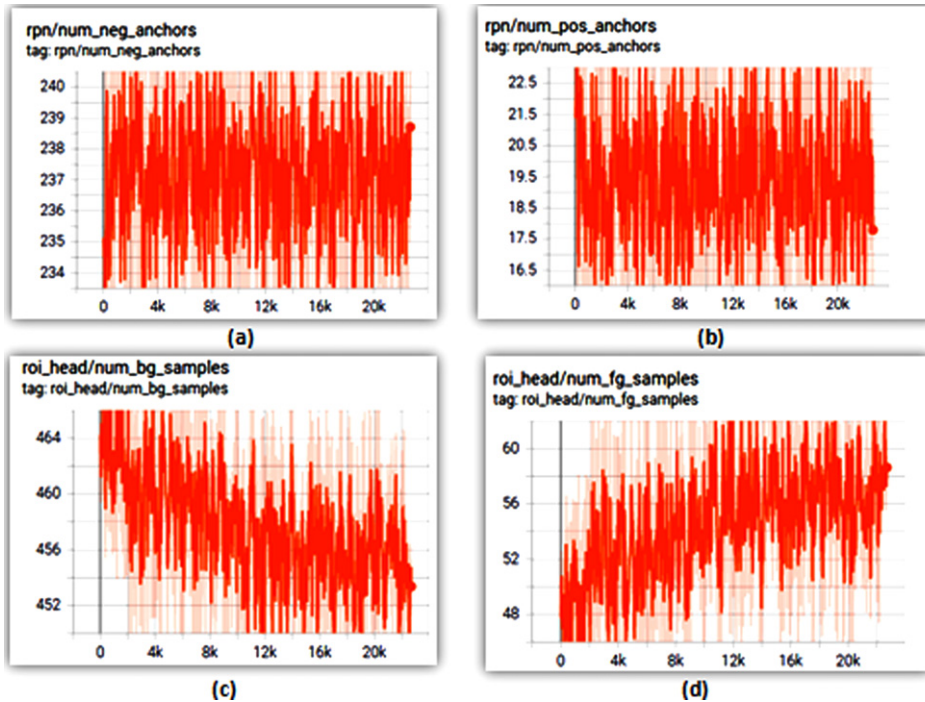 rpn/num_neg_anchors
tag: rpn/num_neg_anchors
240
239
238
237
236
235
234
0 4k 8k 12k 16k 20k
(a)
rpn/num_pos_anchors
tag: rpn/num_pos_anchors
22.5
21.5
20.5
19.5
18.5
17.5
16.5
0 4k 8k 12k 16k 20k
(b)
roi_head/num_bg_samples
tag: roi_head/num_bg_samples
464
460
456
452
0 4k 8k 12k 16k 20k
(c)
roi_head/num_fg_samples
tag: roi_head/num_fg_samples
60
56
52
48
0 4k 8k 12k 16k 20k
(d)